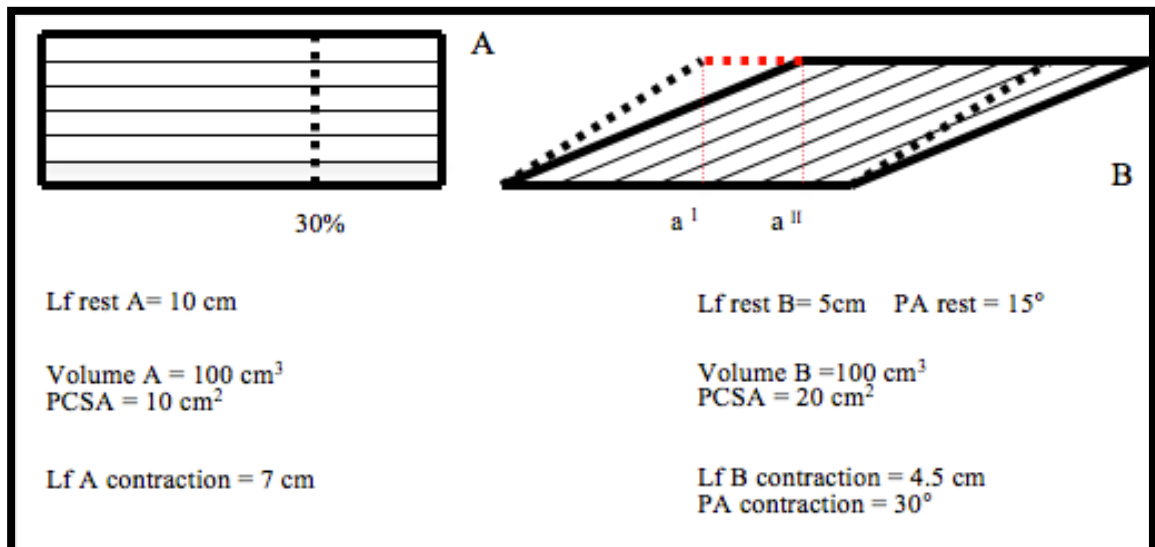 A
B
30%
a I
a II
Lf rest A= 10 cm
Lf rest B= 5cm PA rest = 15°
Volume A = 100 cm³
PCSA = 10 cm²
Volume B =100 cm³
PCSA = 20 cm²
Lf A contraction = 7 cm
Lf B contraction = 4.5 cm
PA contraction = 30°